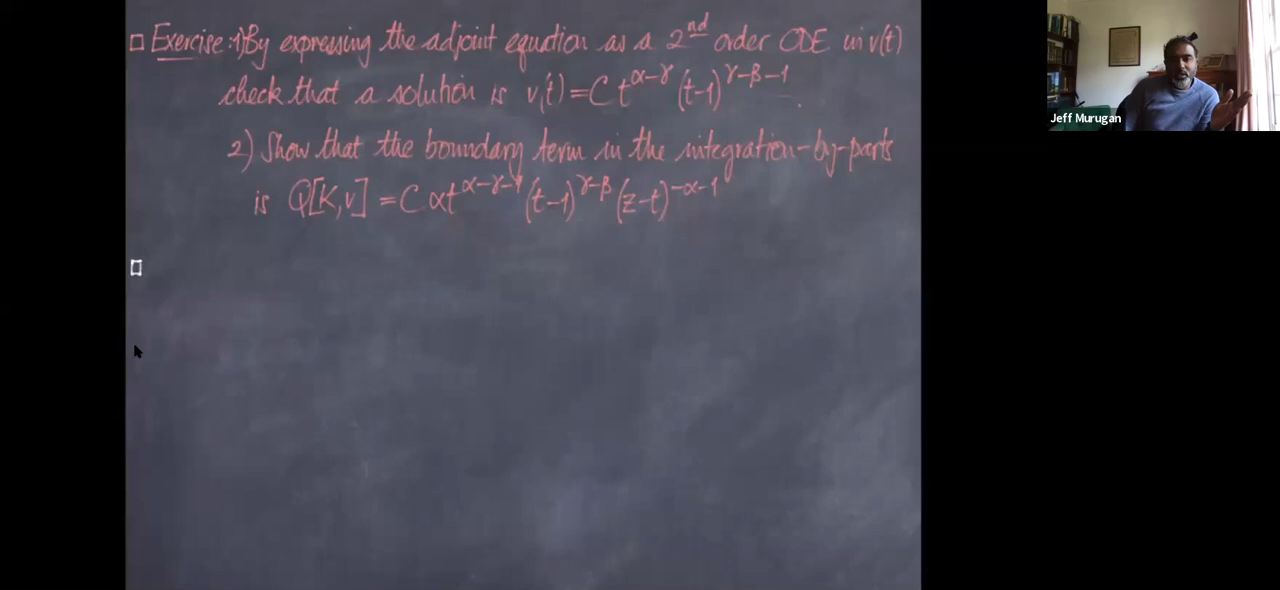 □ Exercise: 1) By expressing the adjoint equation as a 2nd order ODE in v(t)
check that a solution is v(t) = C t^{α-γ} (t-1)^{γ-β-1}.
2) Show that the boundary term in the integration-by-parts
is Q[K,v] = C α t^{α-γ-1} (t-1)^{γ-β} (z-t)^{-α-1}
□
Jeff Murugan